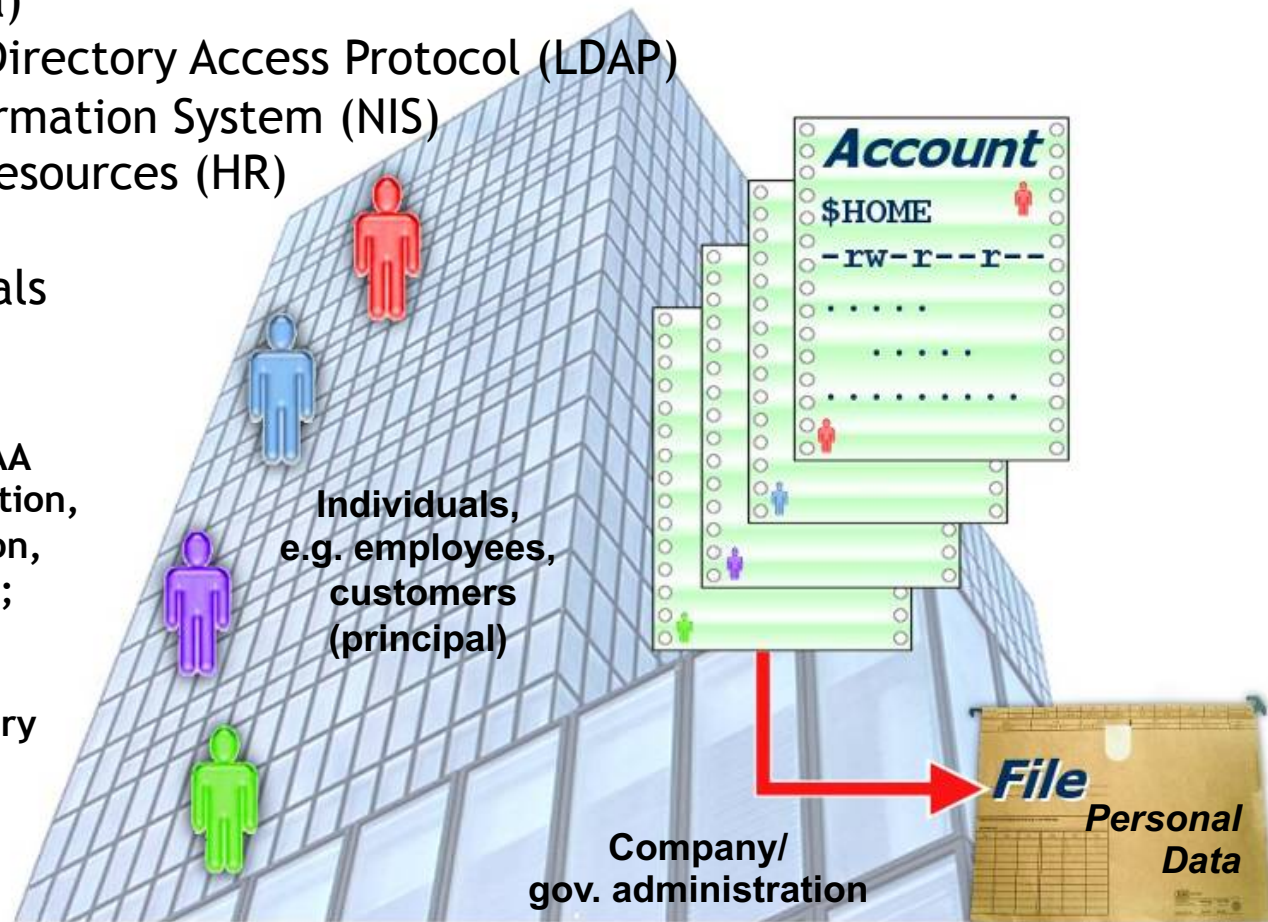 Directory Access Protocol (LDAP)
rmation System (NIS)
esources (HR)
als
AA
tion,
on,
;
ry
Individuals,
e.g. employees,
customers
(principal)
Account
$HOME
-rw-r--r--
. . . . .
. . . . .
. . . . . . . . .
File
Personal
Data
Company/
gov. administration